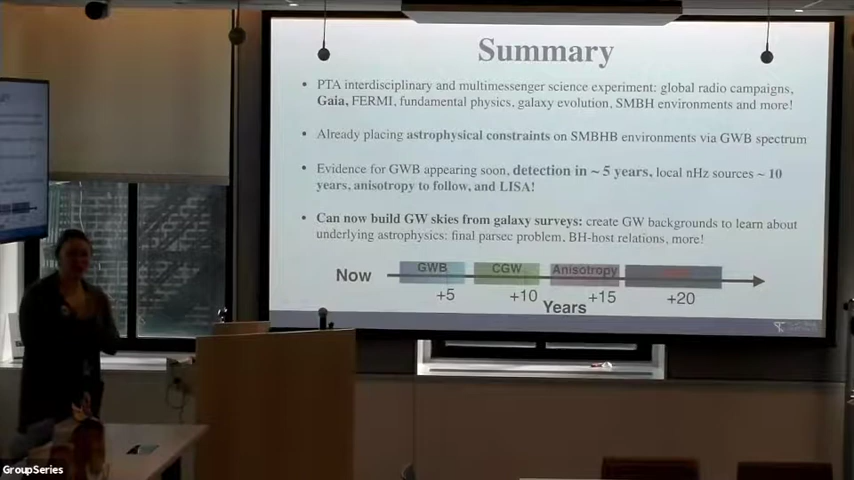 Summary
• PTA interdisciplinary and multimessenger science experiment: global radio campaigns,
Gaia, FERMI, fundamental physics, galaxy evolution, SMBH environments and more!
• Already placing astrophysical constraints on SMBHB environments via GWB spectrum
• Evidence for GWB appearing soon, detection in ~ 5 years, local nHz sources ~ 10
years, anisotropy to follow, and LISA!
• Can now build GW skies from galaxy surveys: create GW backgrounds to learn about
underlying astrophysics: final parsec problem, BH-host relations, more!
Now GWB CGW Anisotropy
+5 +10 +15 +20
Years
GroupSeries